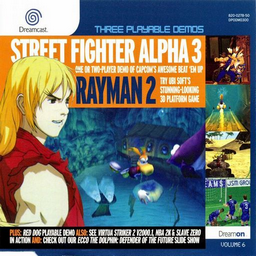 Dreamcast.
THREE PLAYABLE DEMOS
STREET FIGHTER ALPHA 3
ONE OR TWO-PLAYER DEMO OF CAPCOM'S AWESOME BEAT 'EM UP
RAYMAN 2
TRY UBI SOFT'S
STUNNING-LOOKING
3D PLATFORM GAME
PLUS: RED DOG PLAYABLE DEMO ALSO: SEE VIRTUA STRIKER 2 V2000.1, NBA 2K & SLAVE ZERO
IN ACTION AND: CHECK OUT OUR ECCO THE DOLPHIN: DEFENDER OF THE FUTURE SLIDE SHOW
DreamOn
VOLUME 6